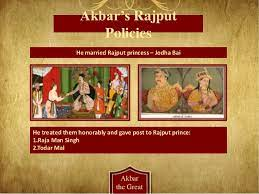 Akbar's Rajput
Policies
He married Rajput princess – Jodha Bai
He treated them honorably and gave post to Rajput prince:
1.Raja Man Singh
2.Todar Mal
Akbar
the Great